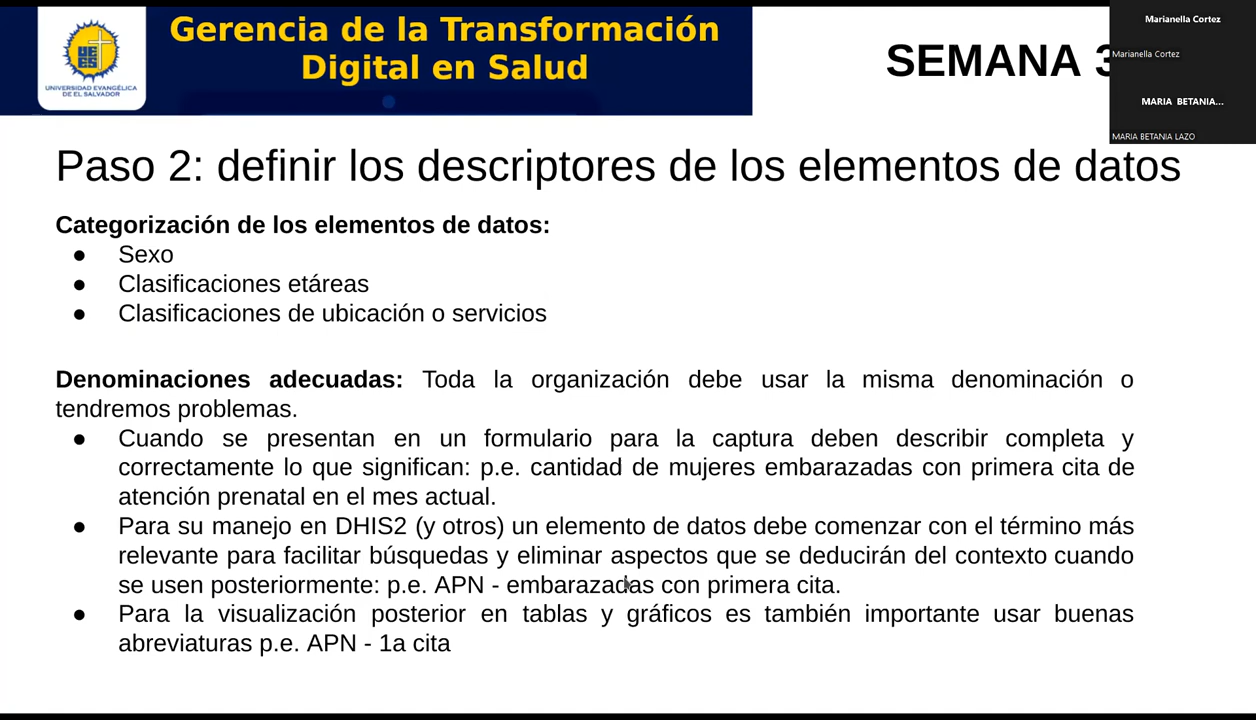 Gerencia de la Transformación
Digital en Salud
UEES
UNIVERSIDAD EVANGÉLICA
DE EL SALVADOR
SEMANA 3
Marianella Cortez
Marianella Cortez
MARIA BETANIA...
MARIA BETANIA LAZO
Paso 2: definir los descriptores de los elementos de datos
Categorización de los elementos de datos:
● Sexo
● Clasificaciones etáreas
● Clasificaciones de ubicación o servicios
Denominaciones adecuadas: Toda la organización debe usar la misma denominación o
tendremos problemas.
● Cuando se presentan en un formulario para la captura deben describir completa y
correctamente lo que significan: p.e. cantidad de mujeres embarazadas con primera cita de
atención prenatal en el mes actual.
● Para su manejo en DHIS2 (y otros) un elemento de datos debe comenzar con el término más
relevante para facilitar búsquedas y eliminar aspectos que se deducirán del contexto cuando
se usen posteriormente: p.e. APN - embarazadas con primera cita.
● Para la visualización posterior en tablas y gráficos es también importante usar buenas
abreviaturas p.e. APN - 1a cita